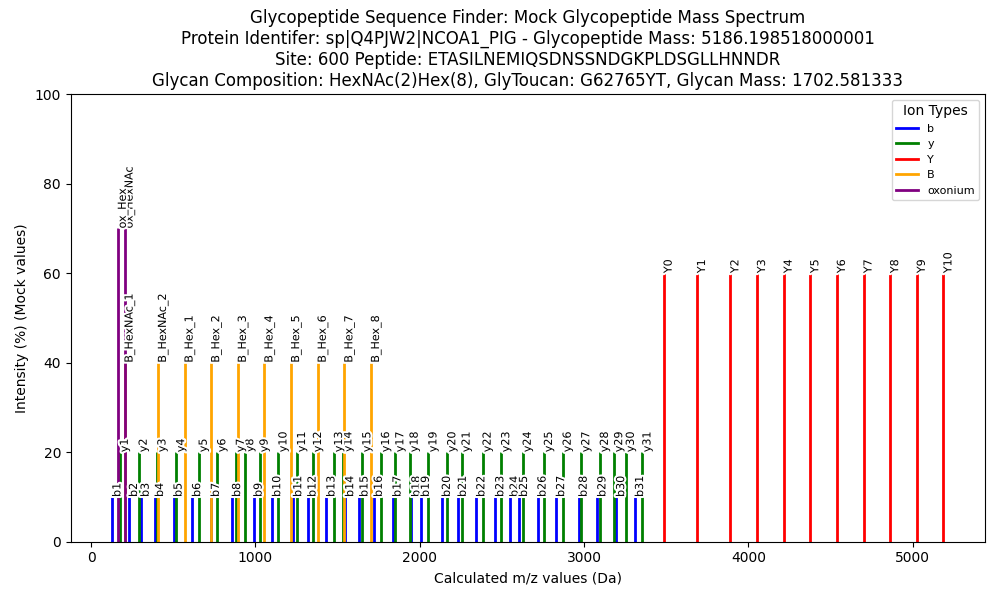 Glycopeptide Sequence Finder: Mock Glycopeptide Mass Spectrum
Protein Identifer: sp|Q4PJW2|NCOA1_PIG - Glycopeptide Mass: 5186.198518000001
Site: 600 Peptide: ETASILNEMIQSDNSSNDGKPLDSGLLHNNDR
Glycan Composition: HexNAc(2)Hex(8), GlyToucan: G62765YT, Glycan Mass: 1702.581333
Intensity (%) (Mock values)
100
80
60
40
20
0
Ion Types
b
y
Y
B
oxonium
ox_Hex
ox_HexNAc
Y0
Y1
Y2
Y3
Y4
Y5
Y6
Y7
Y8
Y9
Y10
B_HexNAc_1
B_HexNAc_2
B_Hex_1
B_Hex_2
B_Hex_3
B_Hex_4
B_Hex_5
B_Hex_6
B_Hex_7
B_Hex_8
y1
y2
y3
y4
y5
y6
y7
y8
y9
y10
y11
y12
y13
y14
y15
y16
y17
y18
y19
y20
y21
y22
y23
y24
y25
y26
y27
y28
y29
y30
y31
b1
b2
b3
b4
b5
b6
b7
b8
b9
b10
b11
b12
b13
b14
b15
b16
b17
b18
b19
b20
b21
b22
b23
b24
b25
b26
b27
b28
b29
b30
b31
0
1000
2000
3000
4000
5000
Calculated m/z values (Da)